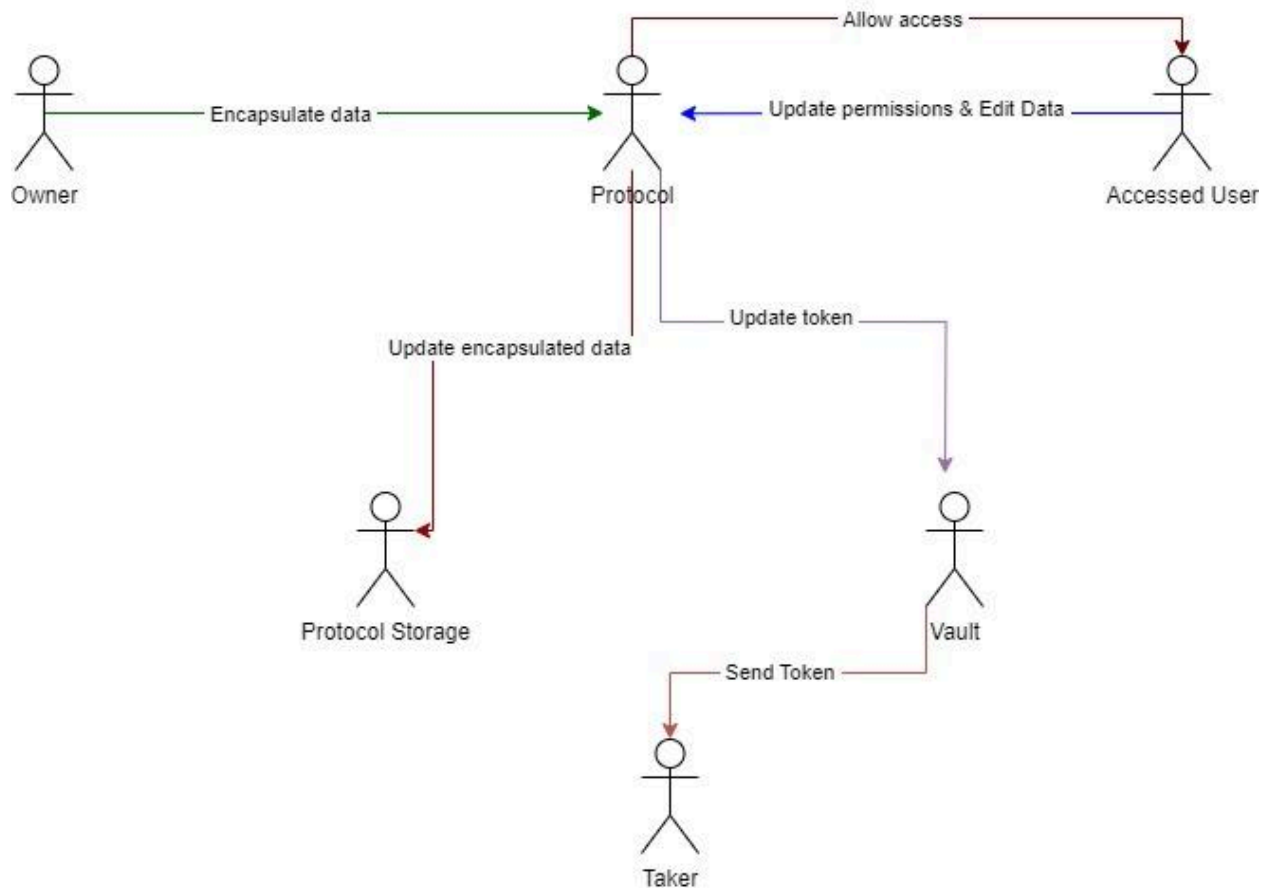 Allow access
Encapsulate data
Update permissions & Edit Data
Owner
Protocol
Accessed User
Update token
Update encapsulated data
Protocol Storage
Vault
Send Token
Taker